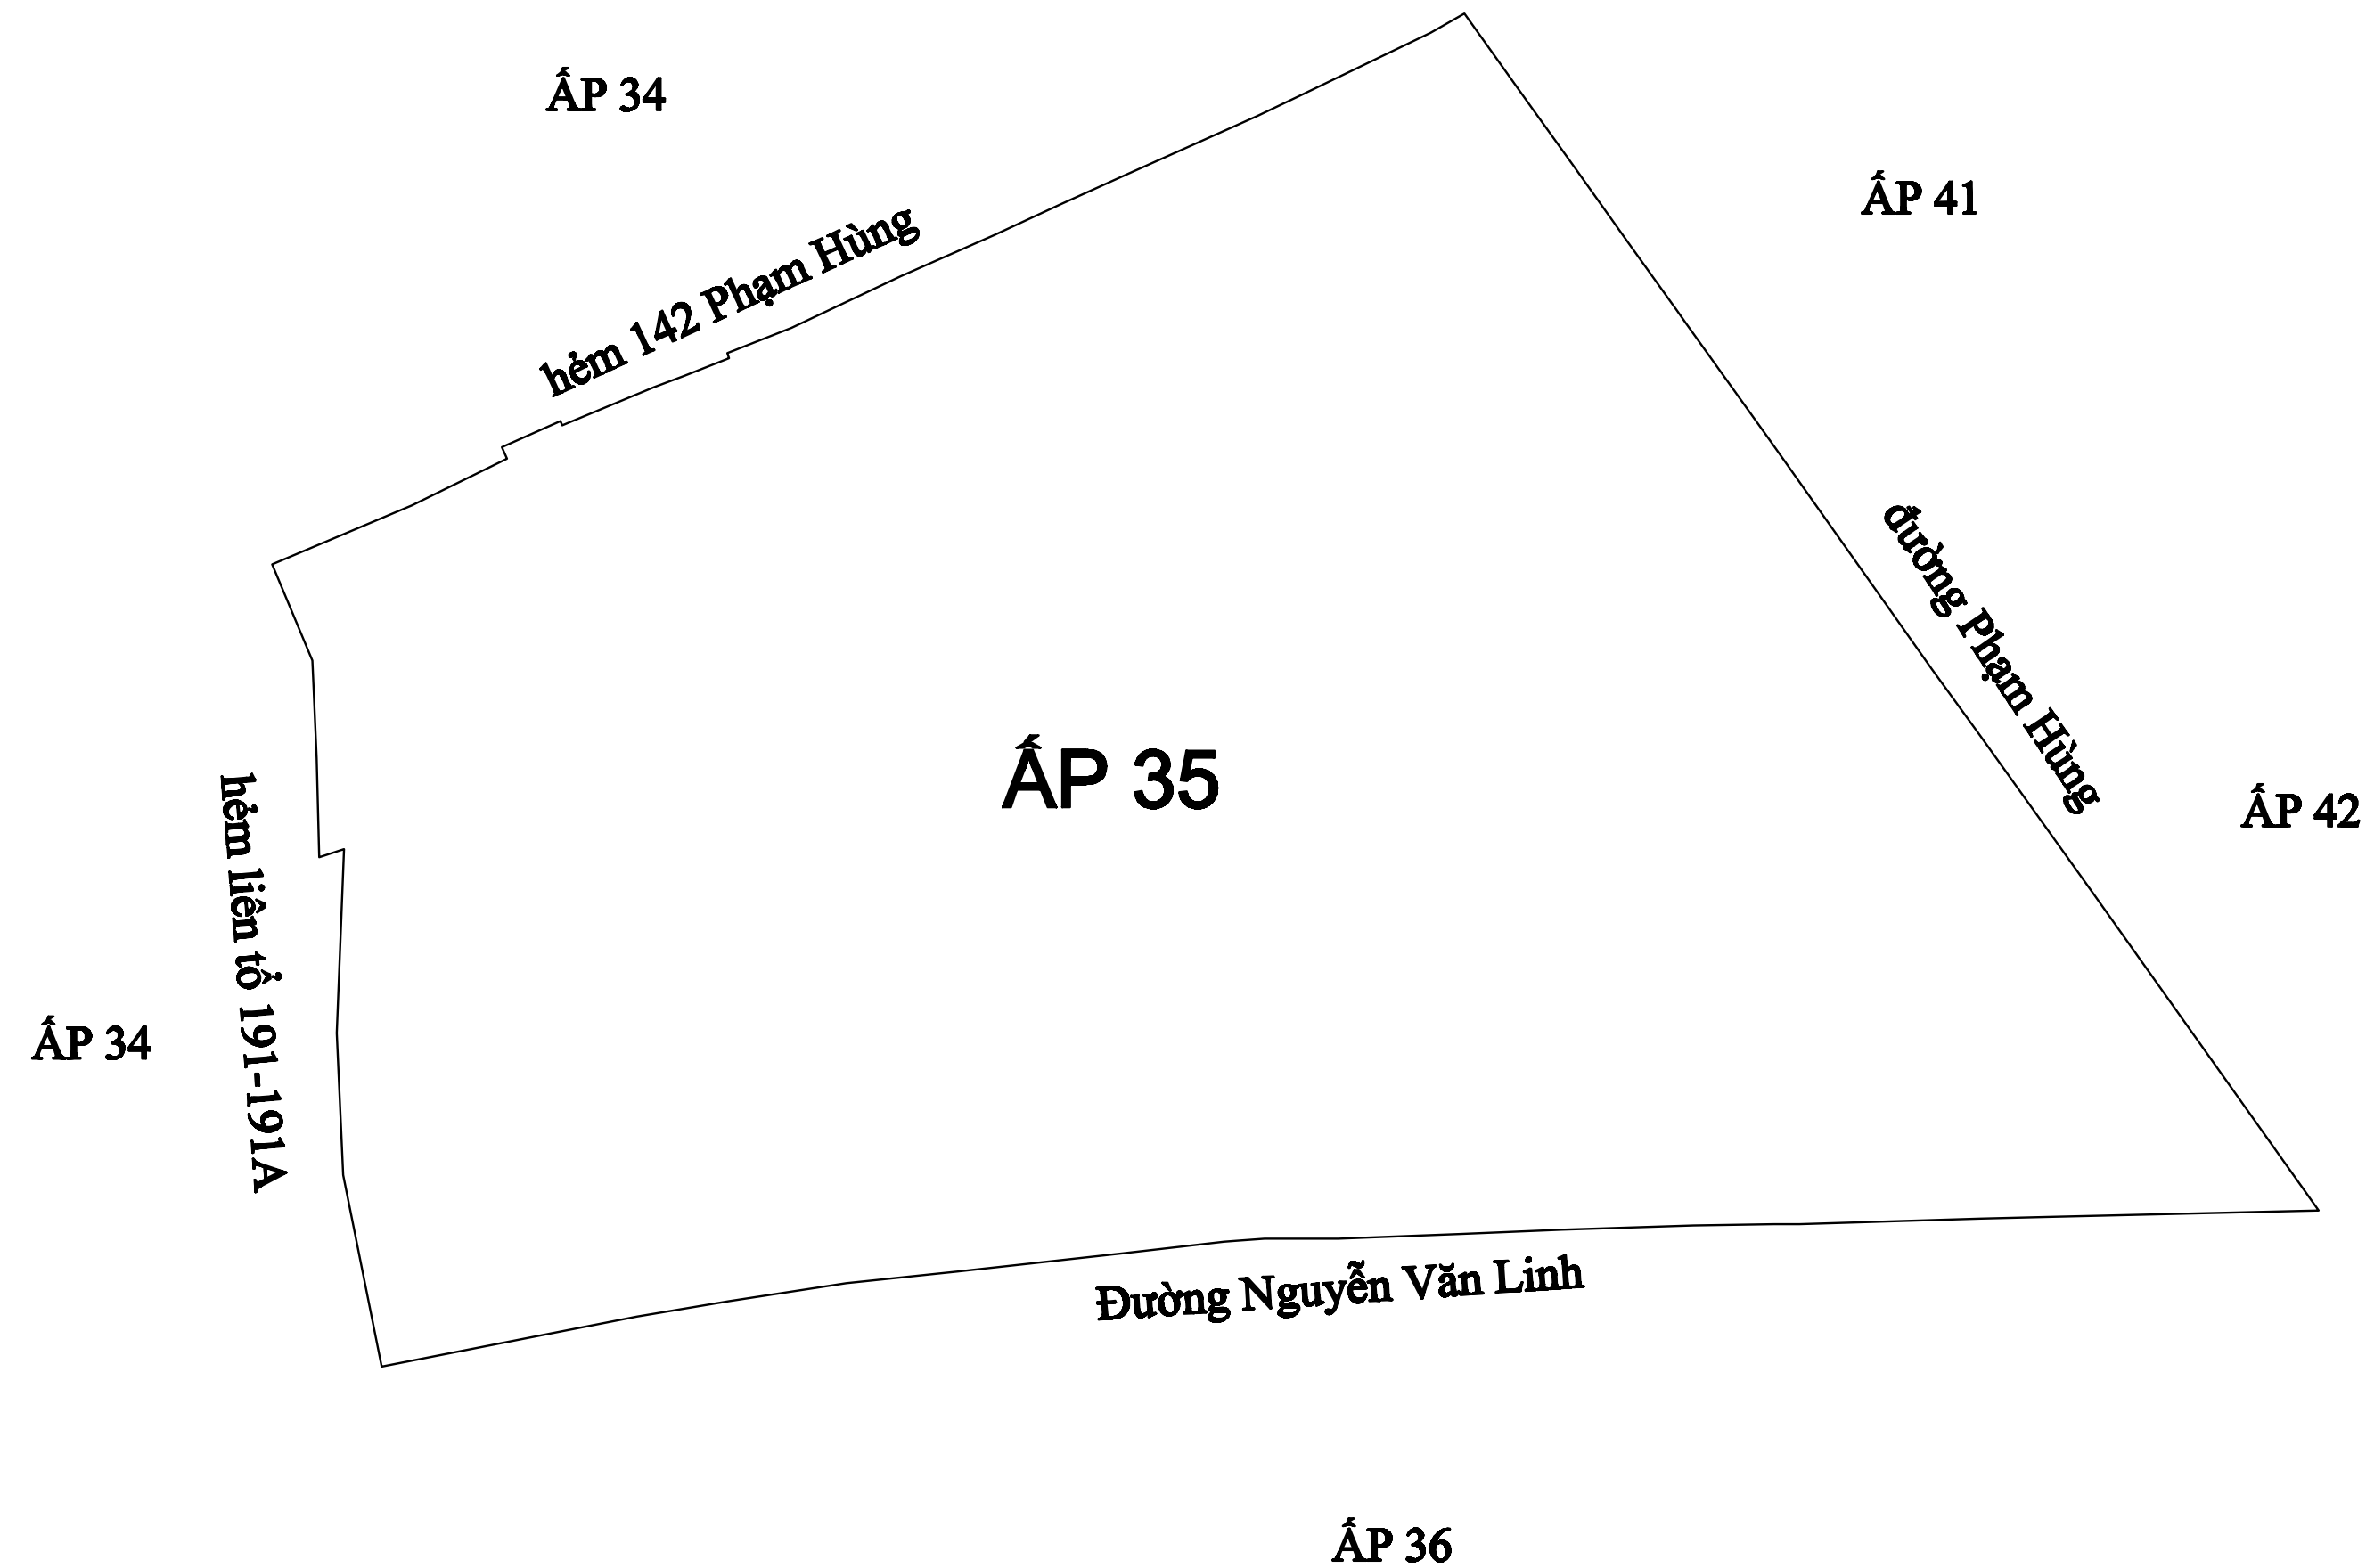 ẤP 34
ẤP 41
hẻm 142 Phạm Hùng
đường Phạm Hùng
ẤP 35
ẤP 42
hẻm liên tổ 191-191A
ẤP 34
Đường Nguyễn Văn Linh
ẤP 36